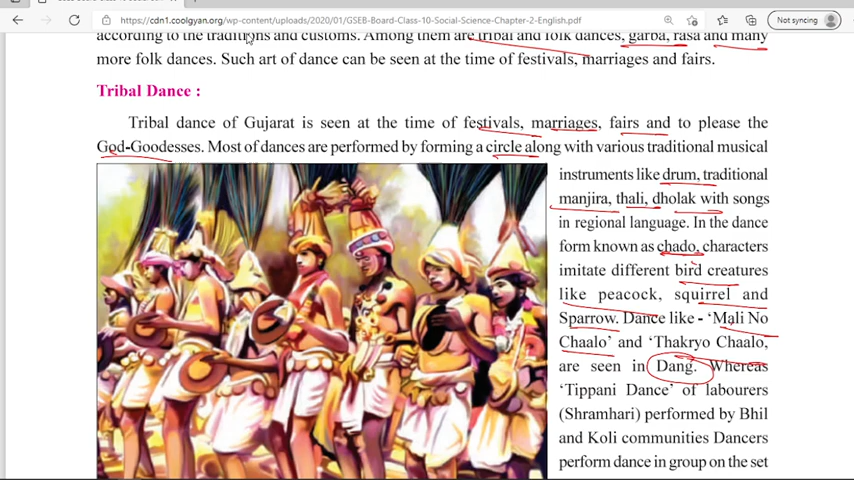 https://cdn1.coolgyan.org/wp-content/uploads/2020/01/GSEB-Board-Class-10-Social-Science-Chapter-2-English.pdf
Not syncing
according to the traditions and customs. Among them are tribal and folk dances, garba, rasa and many
more folk dances. Such art of dance can be seen at the time of festivals, marriages and fairs.
Tribal Dance :
Tribal dance of Gujarat is seen at the time of festivals, marriages, fairs and to please the
God-Goodesses. Most of dances are performed by forming a circle along with various traditional musical
instruments like drum, traditional
manjira, thali, dholak with songs
in regional language. In the dance
form known as chado, characters
imitate different bird creatures
like peacock, squirrel and
Sparrow. Dance like - 'Mali No
Chaalo' and 'Thakryo Chaalo,
are seen in Dang. Whereas
'Tippani Dance' of labourers
(Shramhari) performed by Bhil
and Koli communities Dancers
perform dance in group on the set